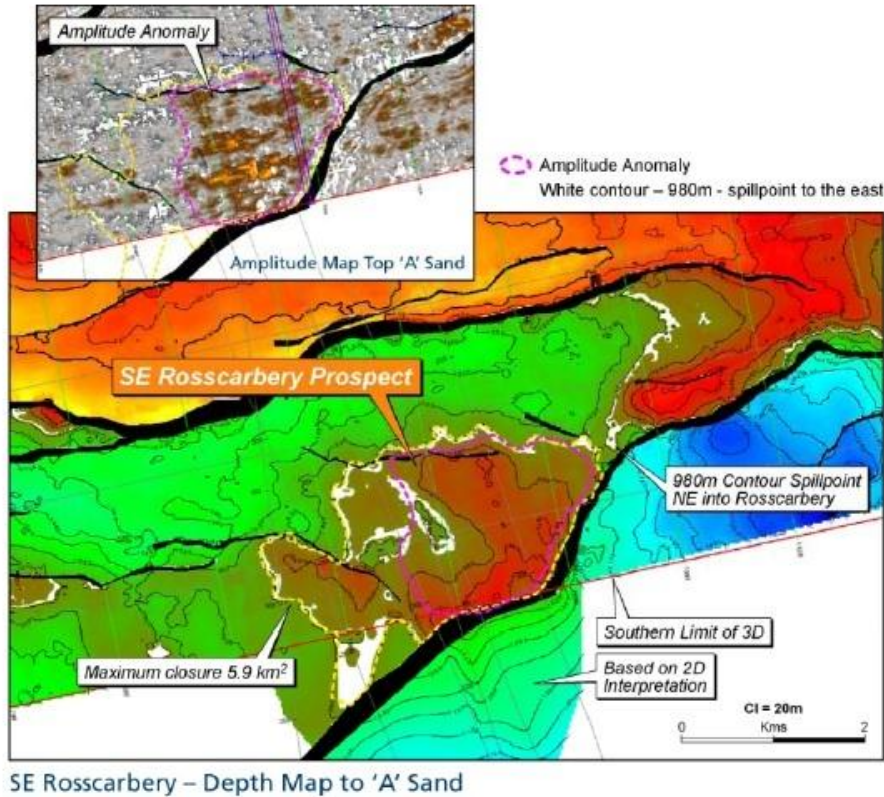 Amplitude Anomaly
Amplitude Map Top 'A' Sand
Amplitude Anomaly
White contour – 980m - spillpoint to the east
SE Rosscarbery Prospect
980m Contour Spillpoint
NE into Rosscarbery
Maximum closure 5.9 km²
Southern Limit of 3D
Based on 2D
Interpretation
CI = 20m
0 Kms 2
SE Rosscarbery – Depth Map to 'A' Sand